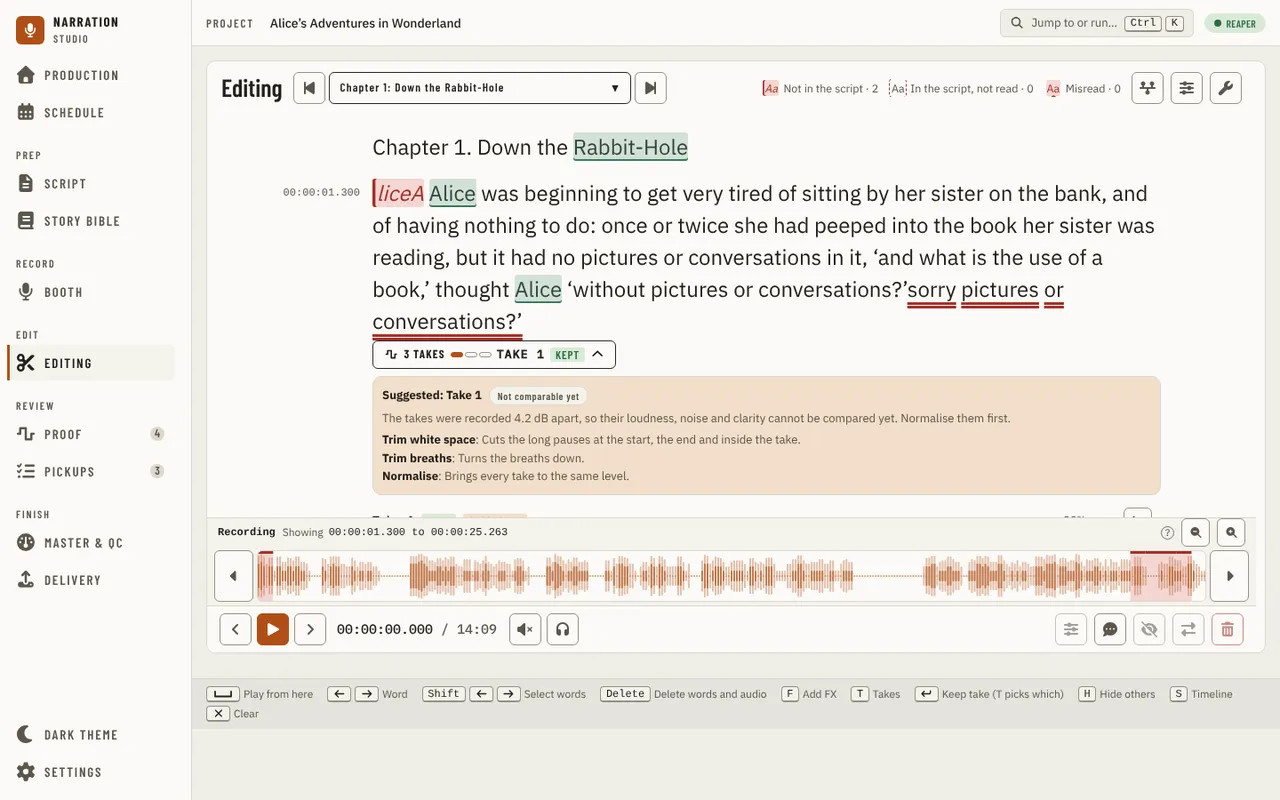 NARRATION
STUDIO
PRODUCTION
SCHEDULE
PREP
SCRIPT
STORY BIBLE
RECORD
BOOTH
EDIT
EDITING
REVIEW
PROOF 4
PICKUPS 3
FINISH
MASTER & QC
DELIVERY
DARK THEME
SETTINGS
PROJECT Alice's Adventures in Wonderland
Jump to or run... Ctrl K
REAPER
Editing
Chapter 1: Down the Rabbit-Hole
Aa Not in the script · 2 Aa In the script, not read · 0 Aa Misread · 0
Chapter 1. Down the Rabbit-Hole
00:00:01.300
liceA Alice was beginning to get very tired of sitting by her sister on the bank, and
of having nothing to do: once or twice she had peeped into the book her sister was
reading, but it had no pictures or conversations in it, ‘and what is the use of a
book,’ thought Alice ‘without pictures or conversations?’sorry pictures or
conversations?’
3 TAKES TAKE 1 KEPT
Suggested: Take 1 Not comparable yet
The takes were recorded 4.2 dB apart, so their loudness, noise and clarity cannot be compared yet. Normalise them first.
Trim white space: Cuts the long pauses at the start, the end and inside the take.
Trim breaths: Turns the breaths down.
Normalise: Brings every take to the same level.
Recording Showing 00:00:01.300 to 00:00:25.263
00:00:00.000 / 14:09
Play from here ← → Word Shift ← → Select words Delete Delete words and audio F Add FX T Takes ↵ Keep take (T picks which) H Hide others S Timeline
✕ Clear